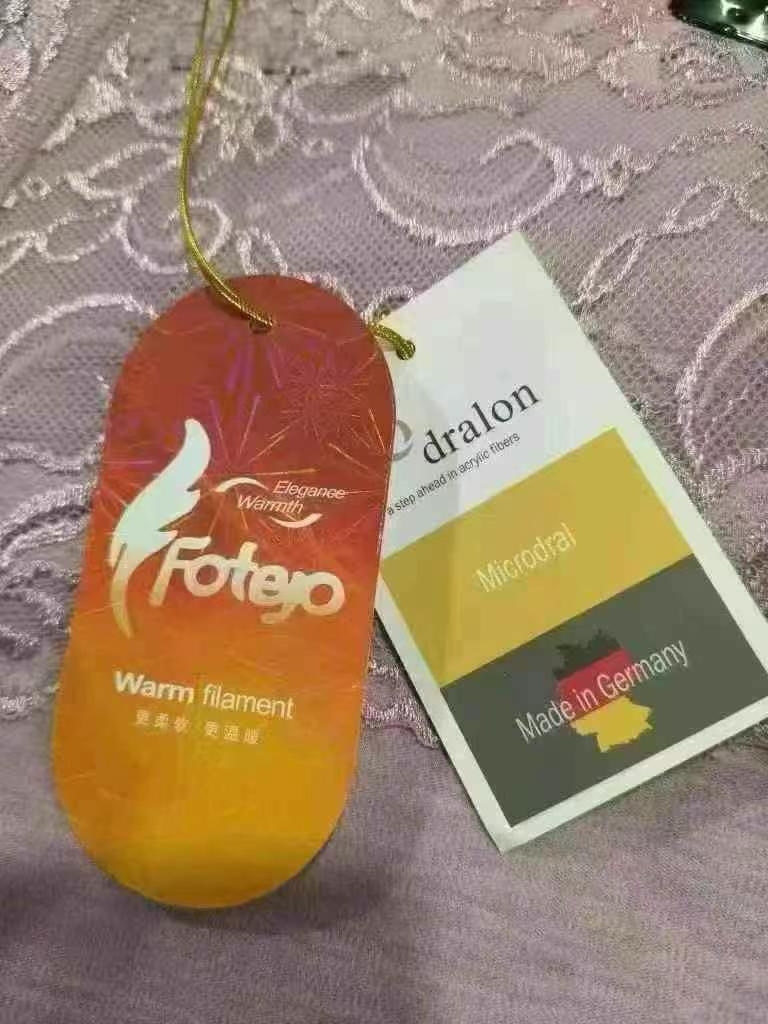 Elegance
Warmth
Fotejo
Warm filament
更柔软 更温暖
dralon
a step ahead in acrylic fibers
Microdral
Made in Germany